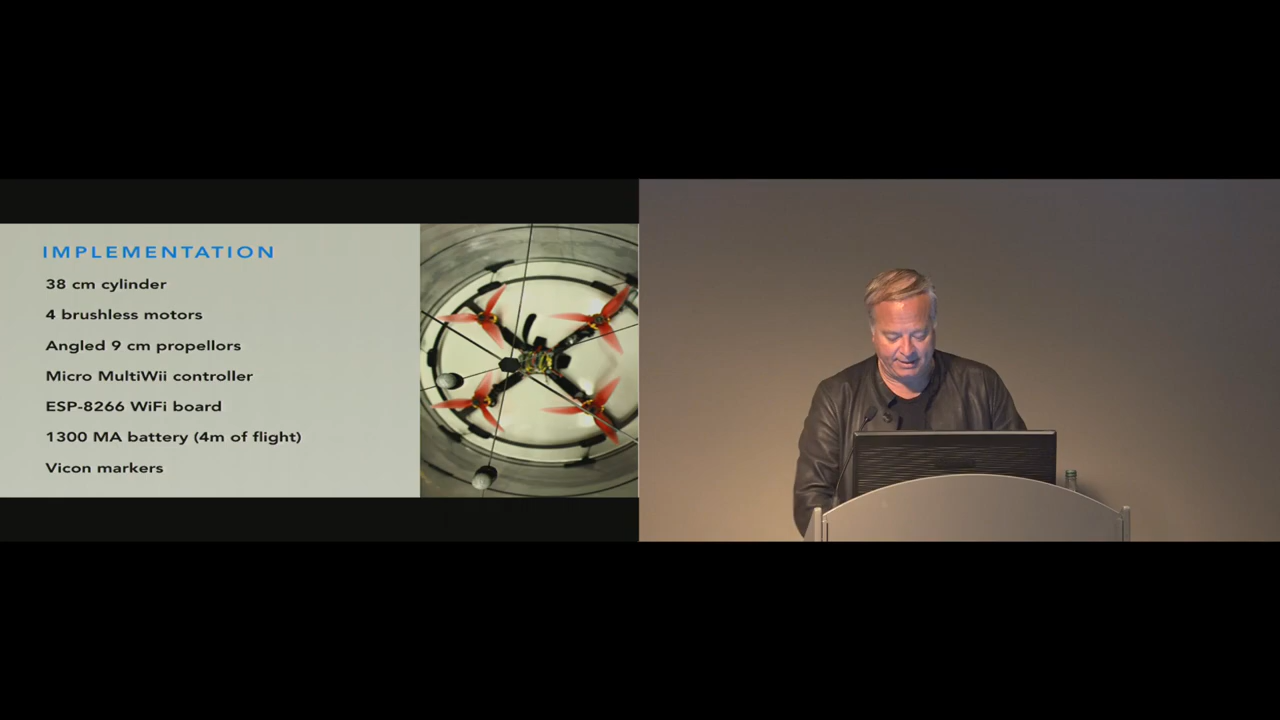 IMPLEMENTATION
38 cm cylinder
4 brushless motors
Angled 9 cm propellors
Micro MultiWii controller
ESP-8266 WiFi board
1300 MA battery (4m of flight)
Vicon markers